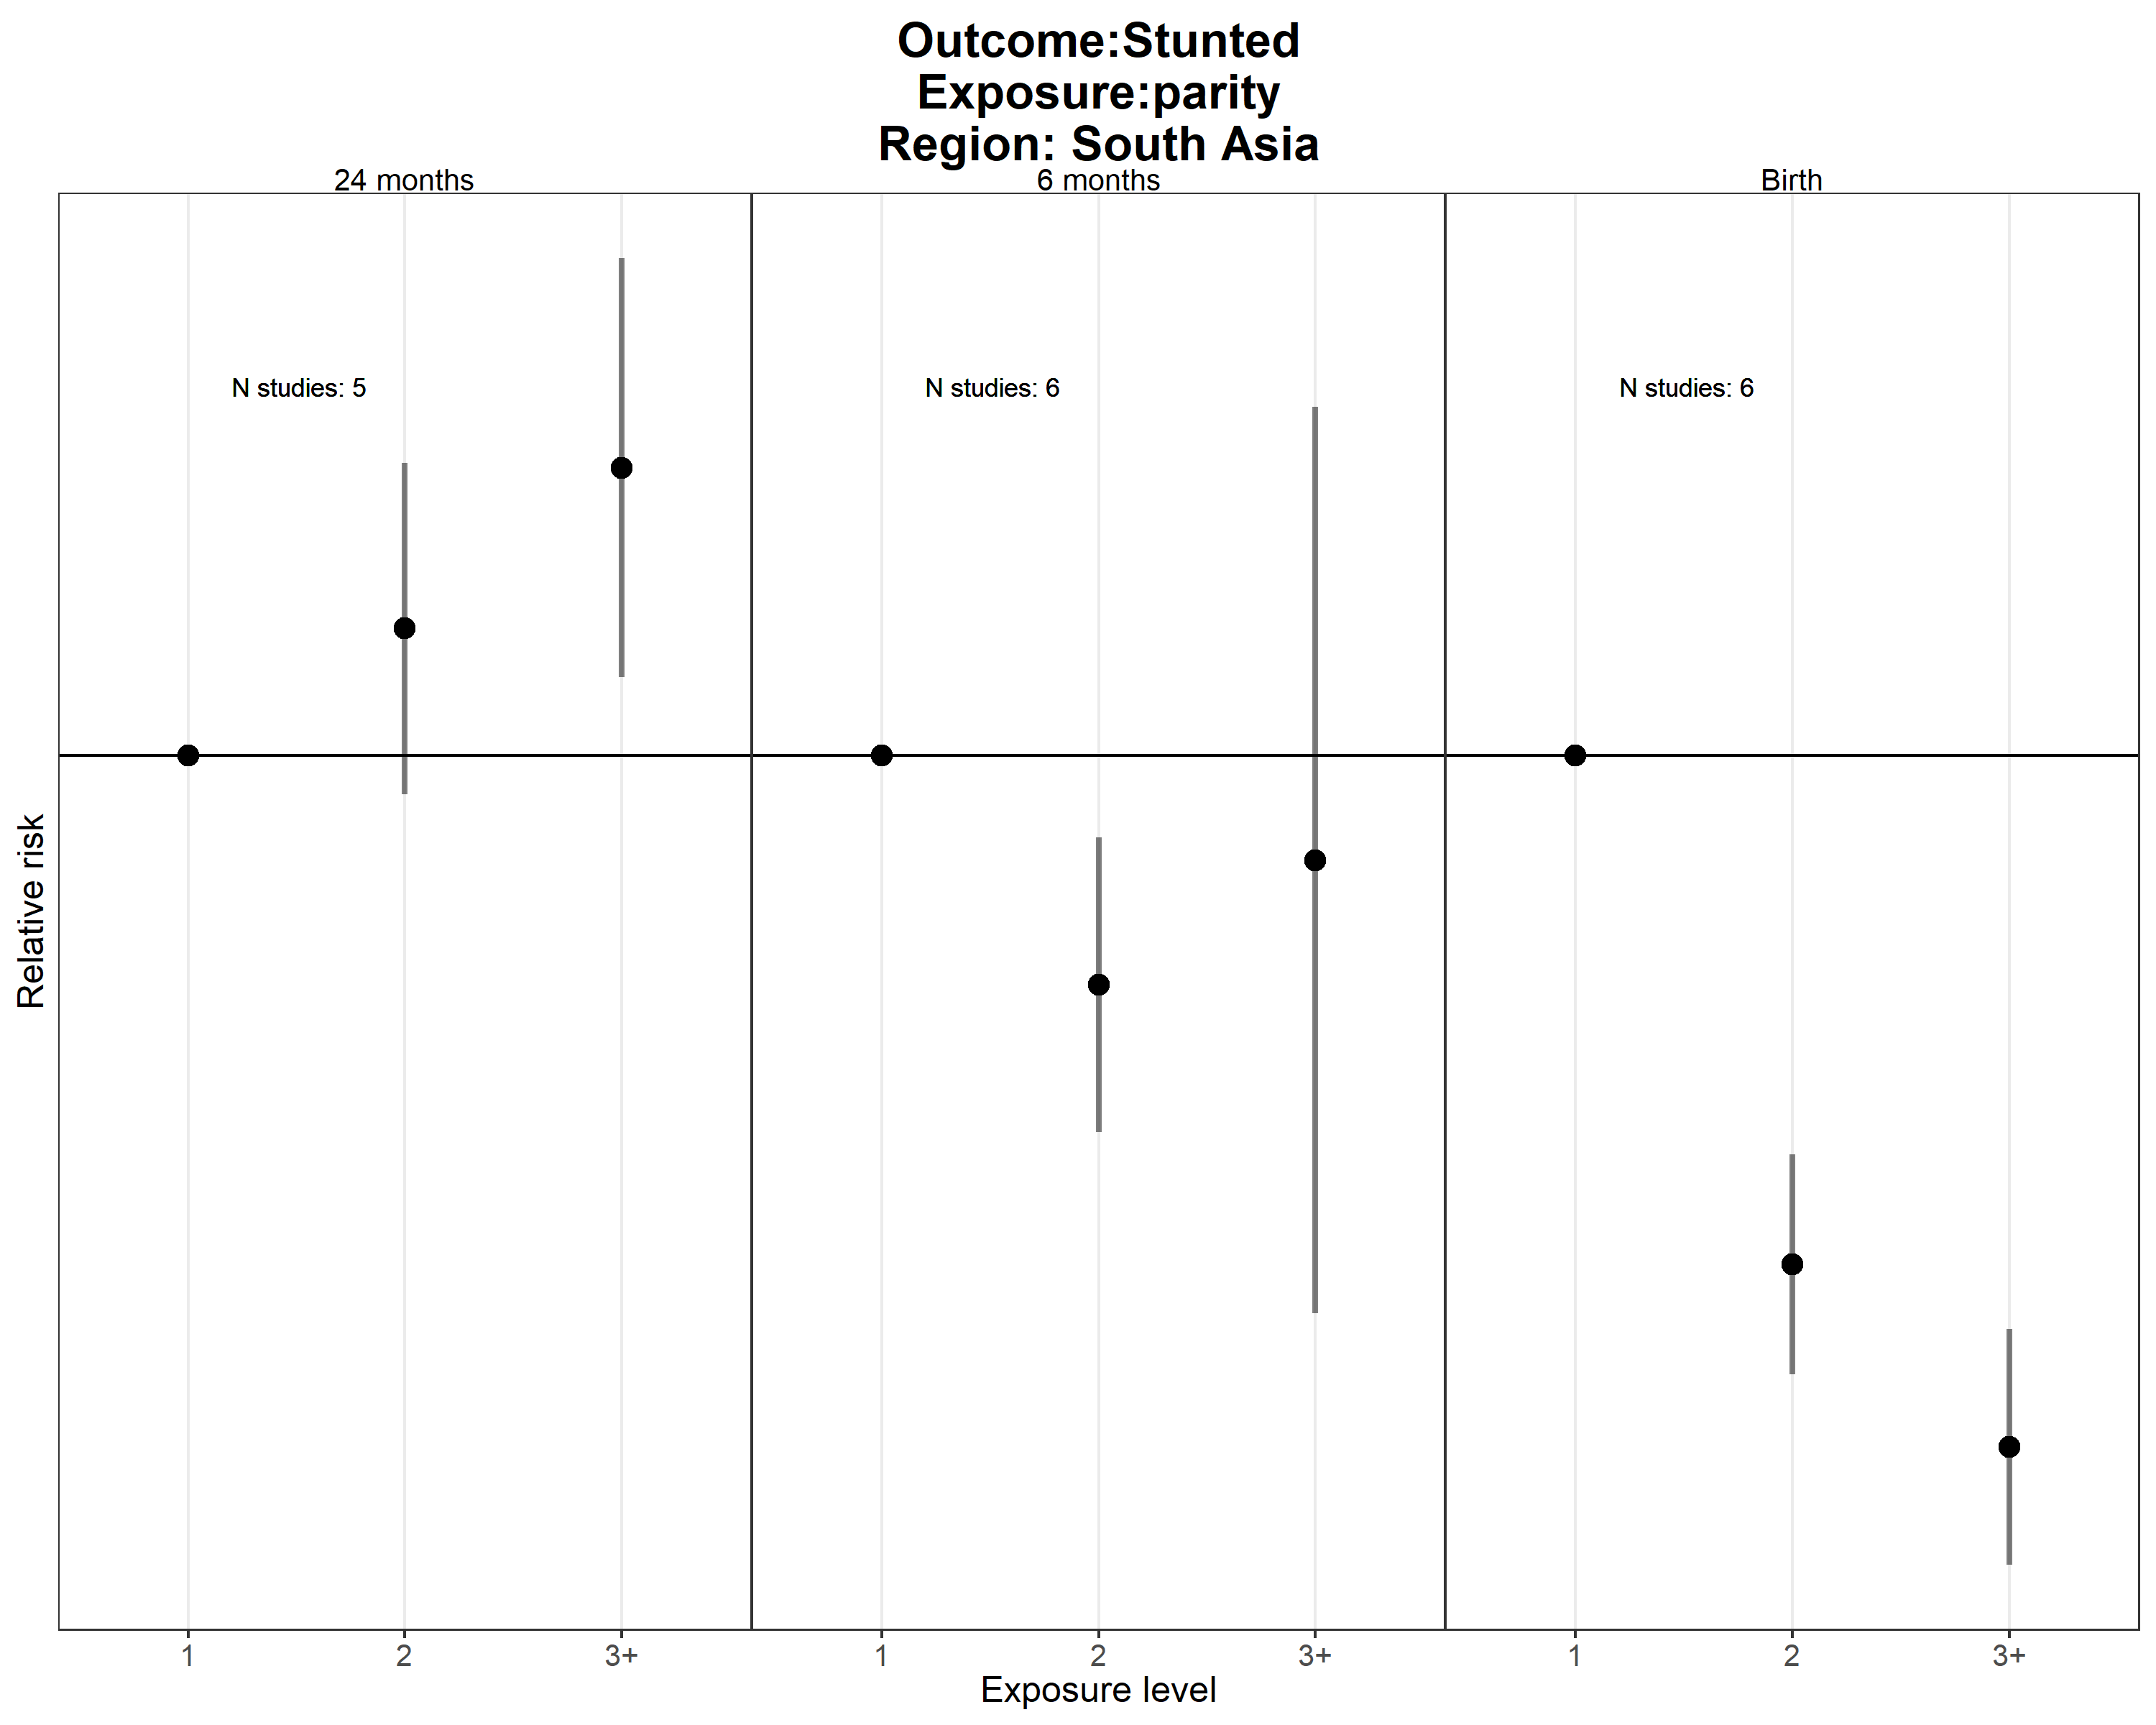 Outcome:Stunted
Exposure:parity
Region: South Asia
24 months
6 months
Birth
N studies: 5
N studies: 6
N studies: 6
Relative risk
1
2
3+
1
2
3+
1
2
3+
Exposure level